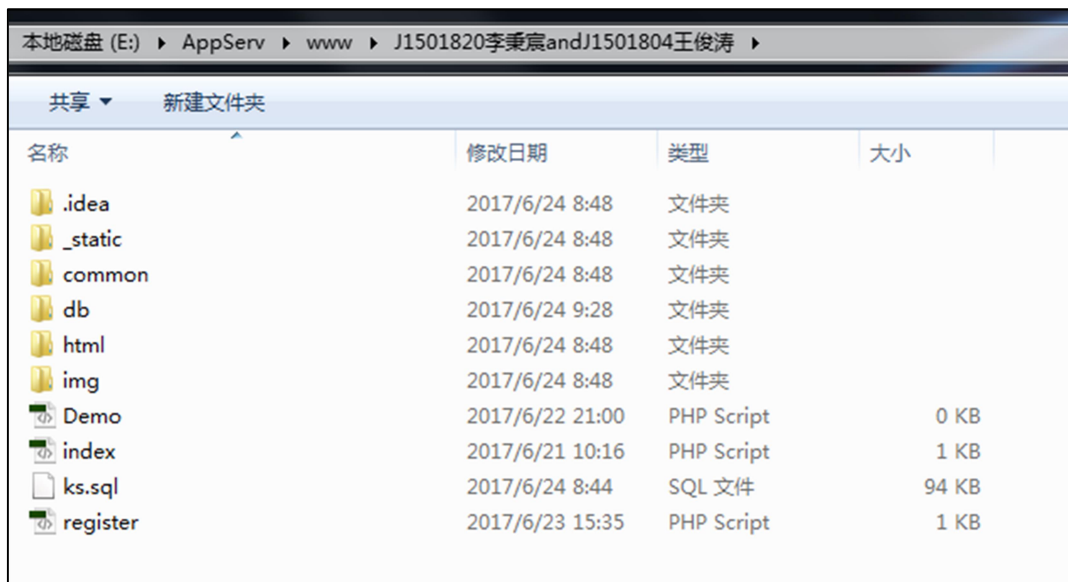 本地磁盘 (E:) ▸ AppServ ▸ www ▸ J1501820李秉宸andJ1501804王俊涛 ▸
共享 新建文件夹
名称 修改日期 类型 大小
.idea 2017/6/24 8:48 文件夹
_static 2017/6/24 8:48 文件夹
common 2017/6/24 8:48 文件夹
db 2017/6/24 9:28 文件夹
html 2017/6/24 8:48 文件夹
img 2017/6/24 8:48 文件夹
Demo 2017/6/22 21:00 PHP Script 0 KB
index 2017/6/21 10:16 PHP Script 1 KB
ks.sql 2017/6/24 8:44 SQL 文件 94 KB
register 2017/6/23 15:35 PHP Script 1 KB